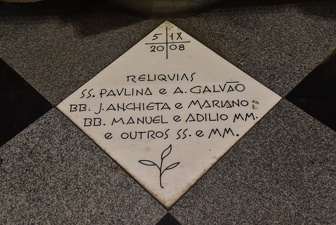 5 IX
20 08
RELIQUIAS
SS. PAULINA E A. GALVÃO
BB. J. ANCHIETA E MARIANO
BB. MANUEL E ADILIO MM.
E OUTROS SS. E MM.